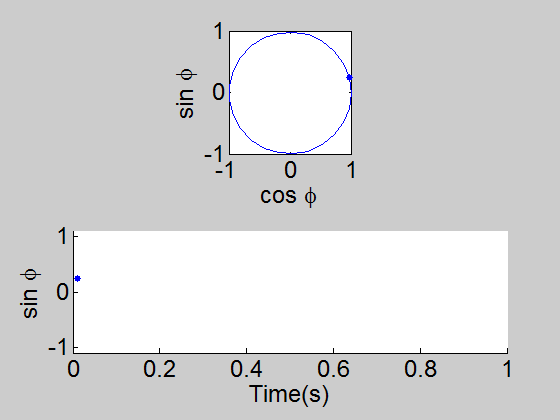 1
0
-1
sin ϕ
-1 0 1
cos ϕ
1
0
-1
sin ϕ
0 0.2 0.4 0.6 0.8 1
Time(s)